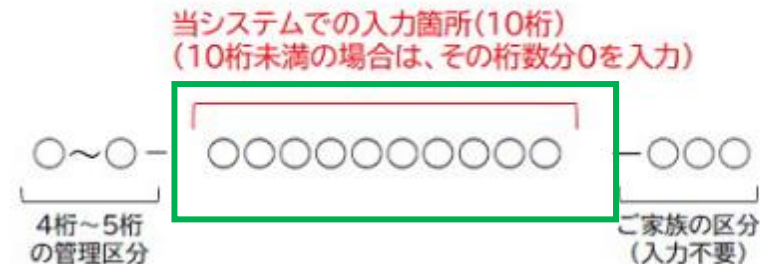 当システムでの入力箇所(10桁)
(10桁未満の場合は、その桁数分0を入力)
○~○- ○○○○○○○○○○ -○○○
4桁~5桁
の管理区分
ご家族の区分
(入力不要)